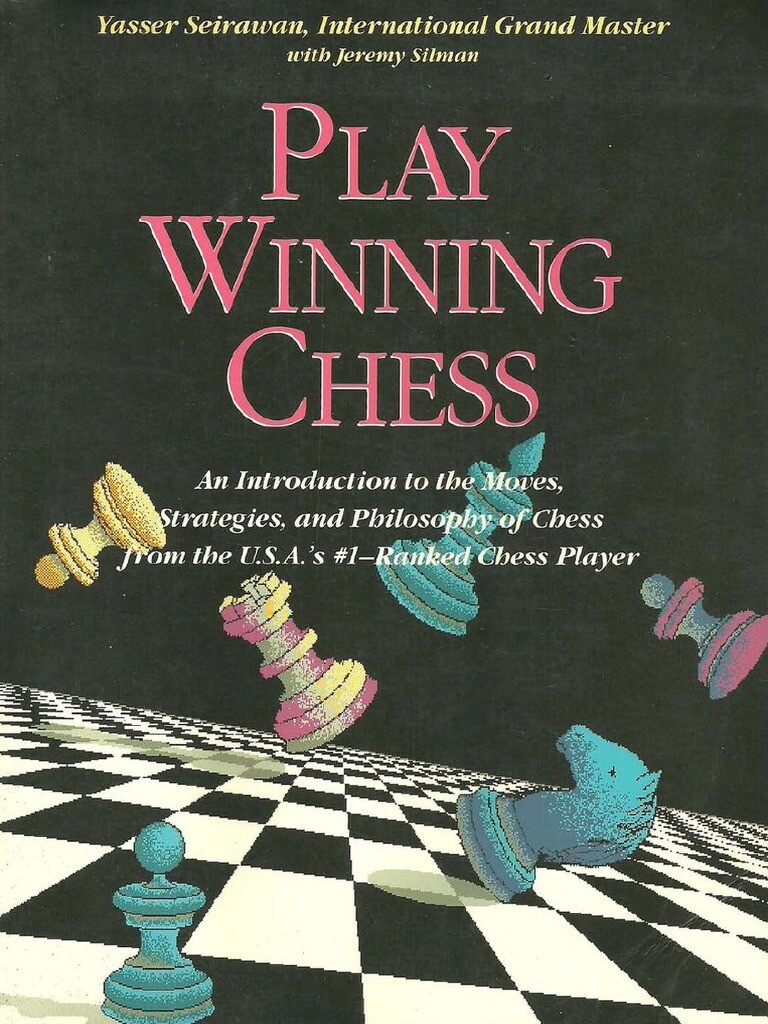 Yasser Seirawan, International Grand Master
with Jeremy Silman
PLAY
WINNING
CHESS
An Introduction to the Moves,
Strategies, and Philosophy of Chess
from the U.S.A.'s #1–Ranked Chess Player